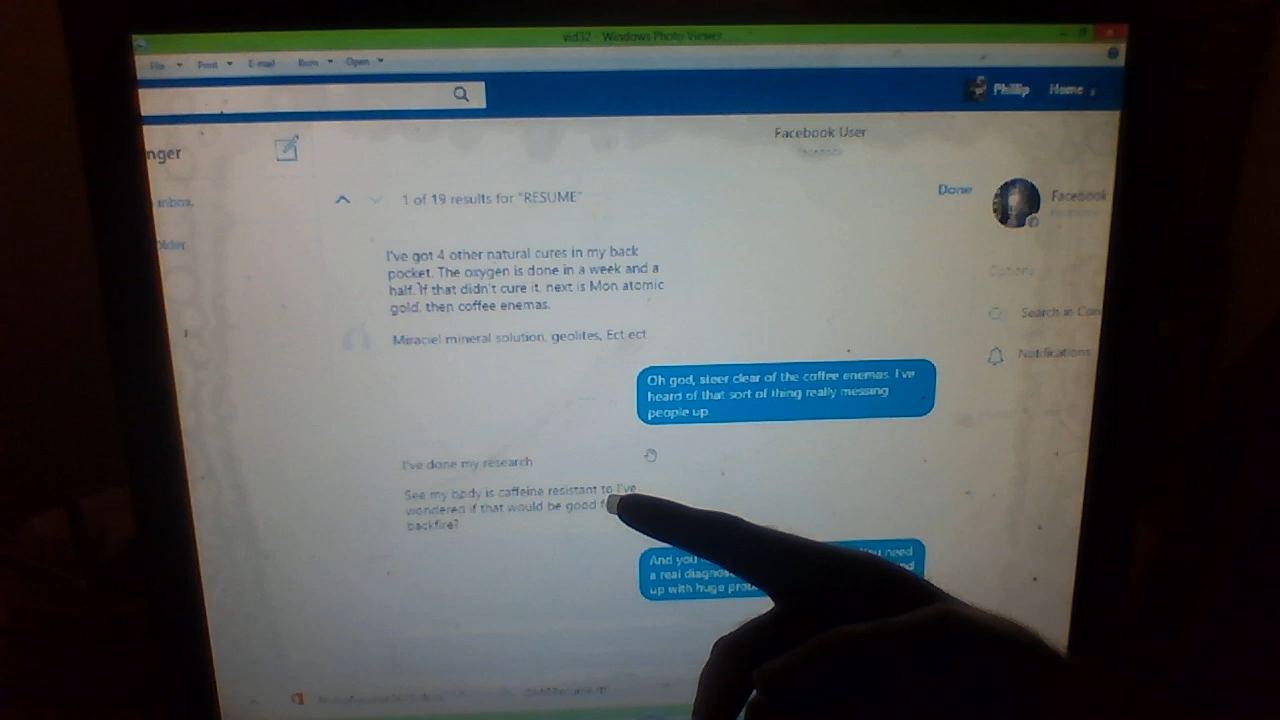 vid32 - Windows Photo Viewer
File Print E-mail Burn Open
Phillip Home
nger
Facebook User
inbox,
1 of 19 results for "RESUME"
Done
Facebook
older
I've got 4 other natural cures in my back
pocket. The oxygen is done in a week and a
half. If that didn't cure it, next is Mon atomic
gold, then coffee enemas.
Options
Search in Con
Miraciel mineral solution, geolites, Ect ect
Notifications
Oh god, steer clear of the coffee enemas. I've
heard of that sort of thing really messing
people up.
I've done my research
See my body is caffeine resistant to I've
wondered if that would be good
backfire?
And you need
a real diagnos
up with huge